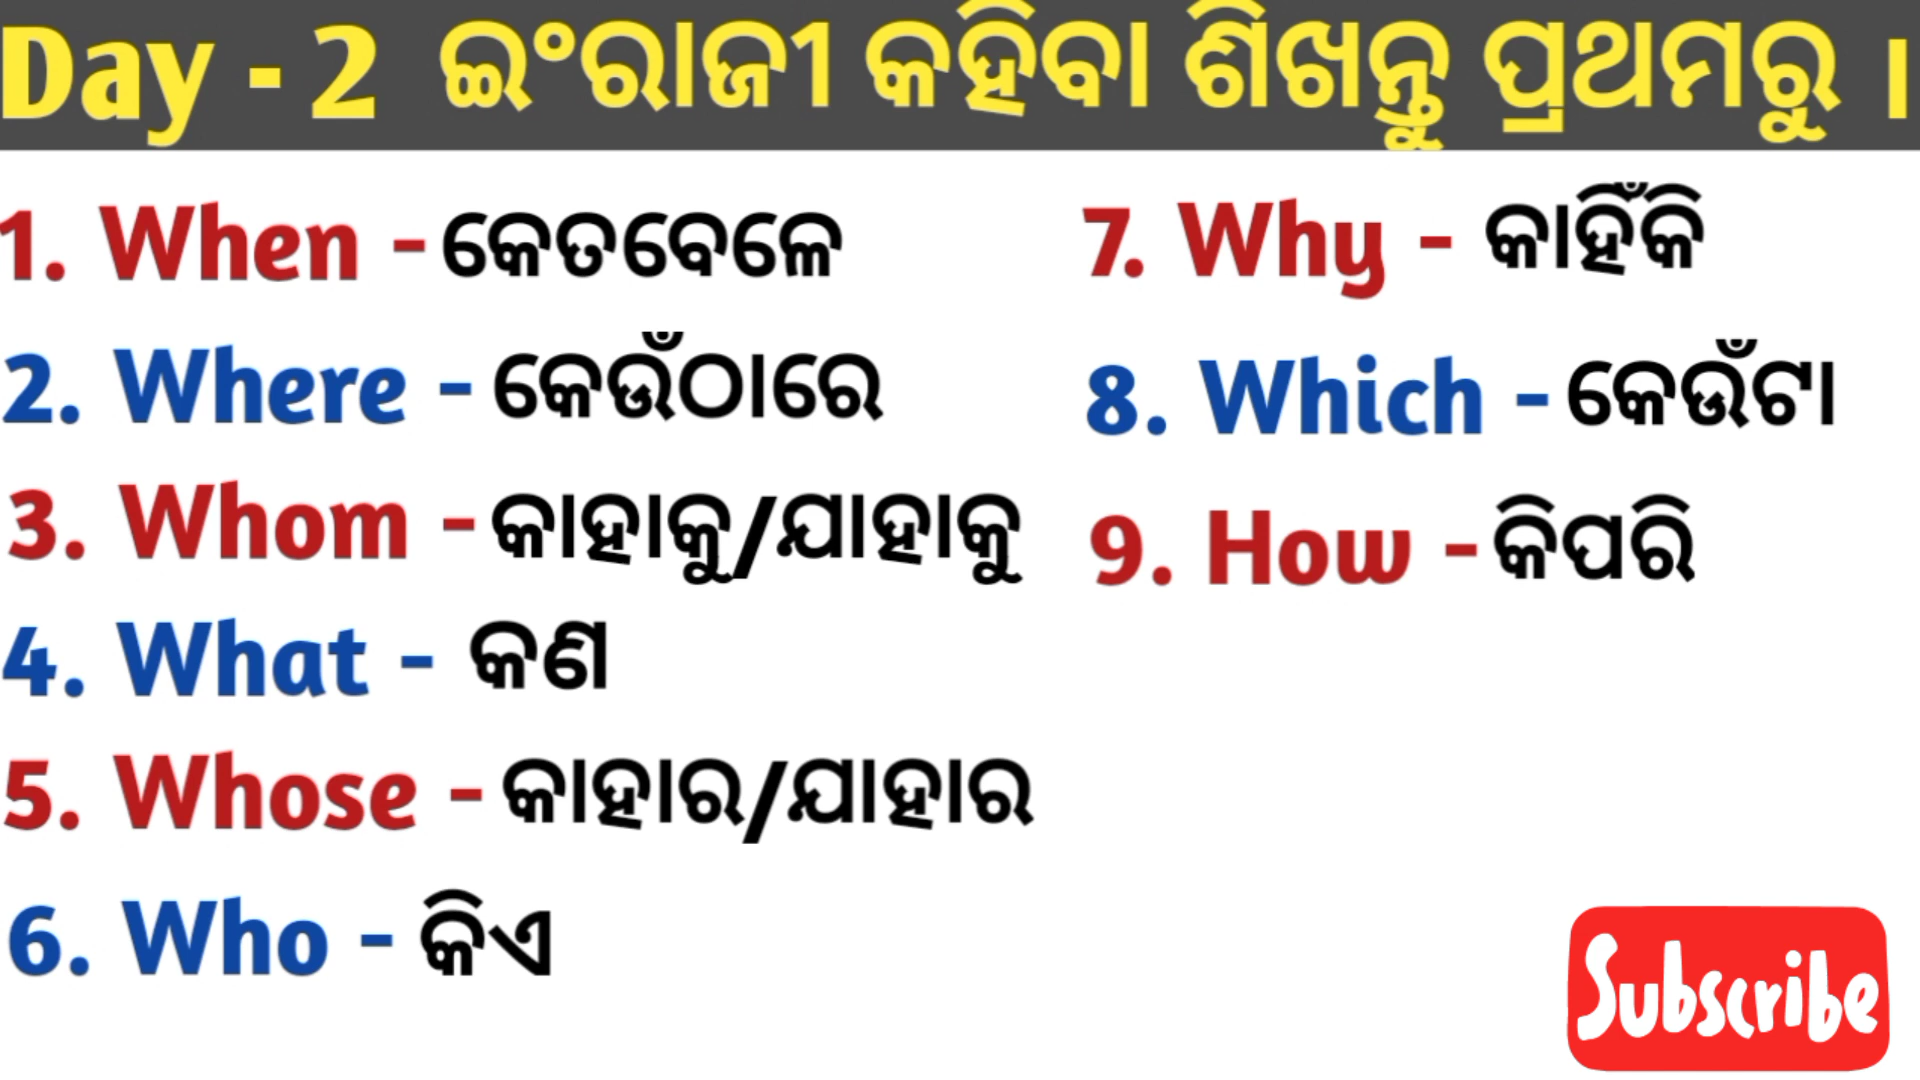 Day - 2 ଇଂରାଜୀ କହିବା ଶିଖନ୍ତୁ ପ୍ରଥମରୁ ।
1. When - କେତବେଳେ
2. Where - କେଉଁଠାରେ
3. Whom - କାହାକୁ/ଯାହାକୁ
4. What - କଣ
5. Whose - କାହାର/ଯାହାର
6. Who - କିଏ
7. Why - କାହିଁକି
8. Which - କେଉଁଟା
9. How - କିପରି
Subscribe